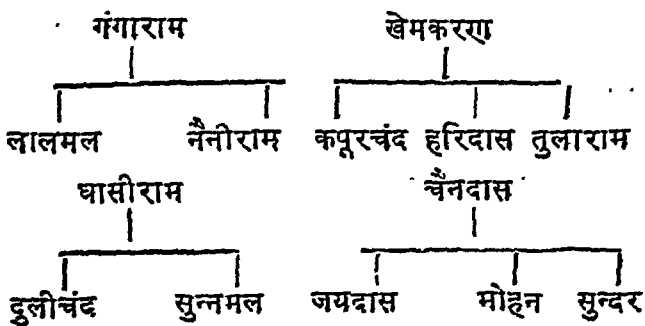 गंगाराम खेमकरण
लालमल नैनीराम कपूरचंद हरिदास तुलाराम
घासीराम चैनदास
दुलीचंद सुन्नमल जयदास मोहन सुन्दर